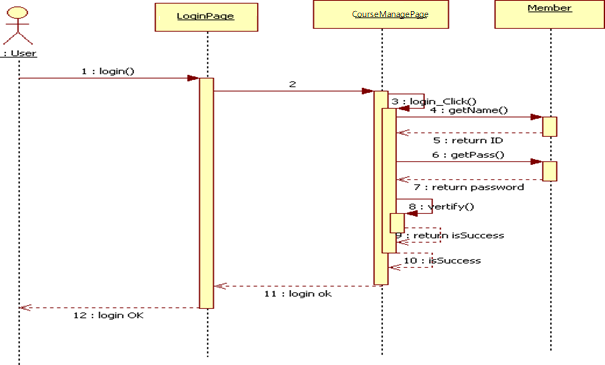 LoginPage
CourseManagePage
Member
: User
1 : login()
2
3 : login_Click()
4 : getName()
5 : return ID
6 : getPass()
7 : return password
8 : vertify()
9 : return isSuccess
10 : isSuccess
11 : login ok
12 : login OK